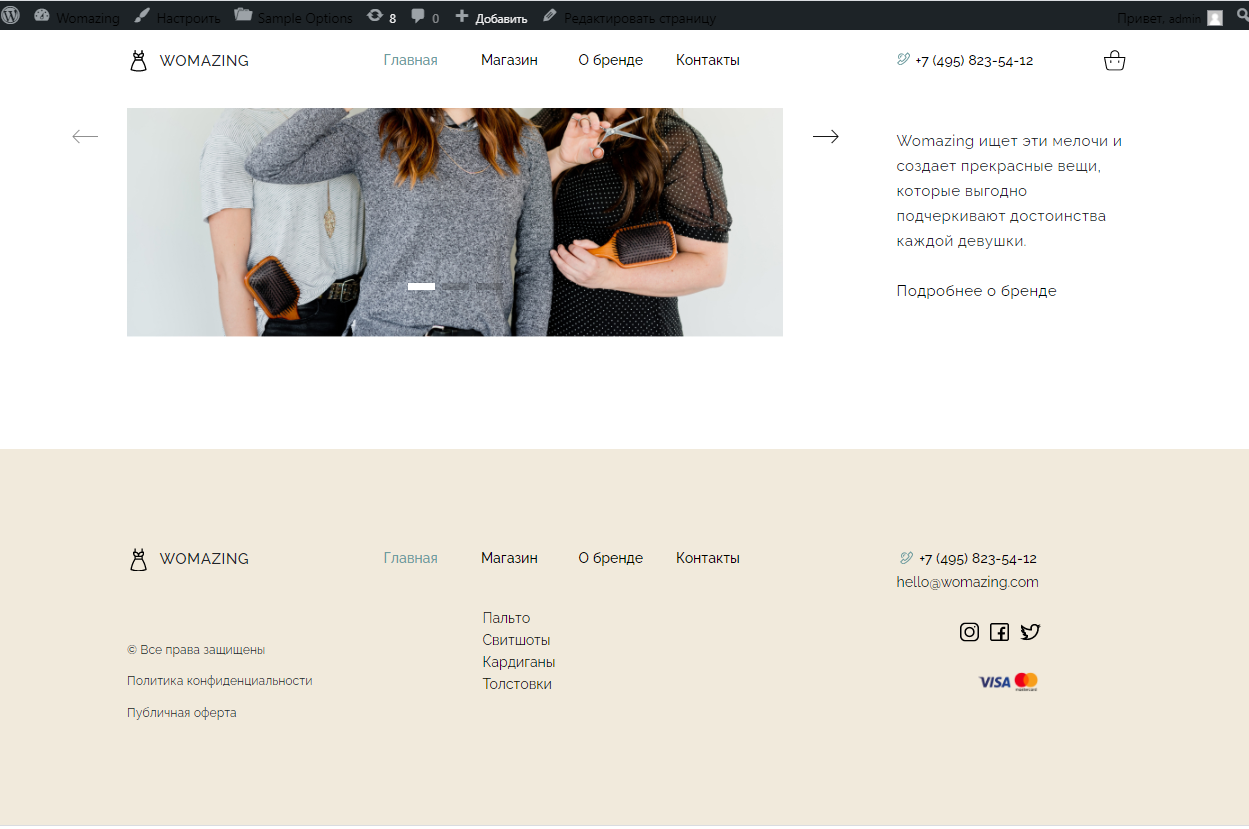 Womazing Настроить Sample Options 8 0 Добавить Редактировать страницу Привет, admin
WOMAZING Главная Магазин О бренде Контакты +7 (495) 823-54-12
Womazing ищет эти мелочи и
создает прекрасные вещи,
которые выгодно
подчеркивают достоинства
каждой девушки.
Подробнее о бренде
WOMAZING Главная Магазин О бренде Контакты +7 (495) 823-54-12
hello@womazing.com
Пальто
Свитшоты
Кардиганы
Толстовки
© Все права защищены
Политика конфиденциальности
Публичная оферта
VISA mastercard